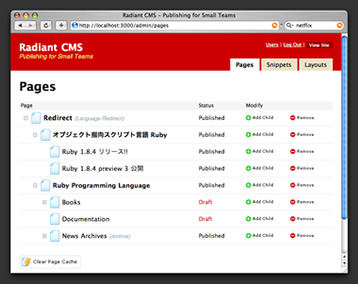 Radiant CMS – Publishing for Small Teams
http://localhost:3000/admin/pages
netflix
Radiant CMS
Publishing for Small Teams
Users | Log Out | View Site
Pages Snippets Layouts
Pages
Page Status Modify
Redirect (Language Redirect) Published Add Child Remove
オブジェクト指向スクリプト言語 Ruby Published Add Child Remove
Ruby 1.8.4 リリース!! Published Add Child Remove
Ruby 1.8.4 preview 3 公開 Published Add Child Remove
Ruby Programming Language Published Add Child Remove
Books Draft Add Child Remove
Documentation Draft Add Child Remove
News Archives (Archive) Published Add Child Remove
Clear Page Cache